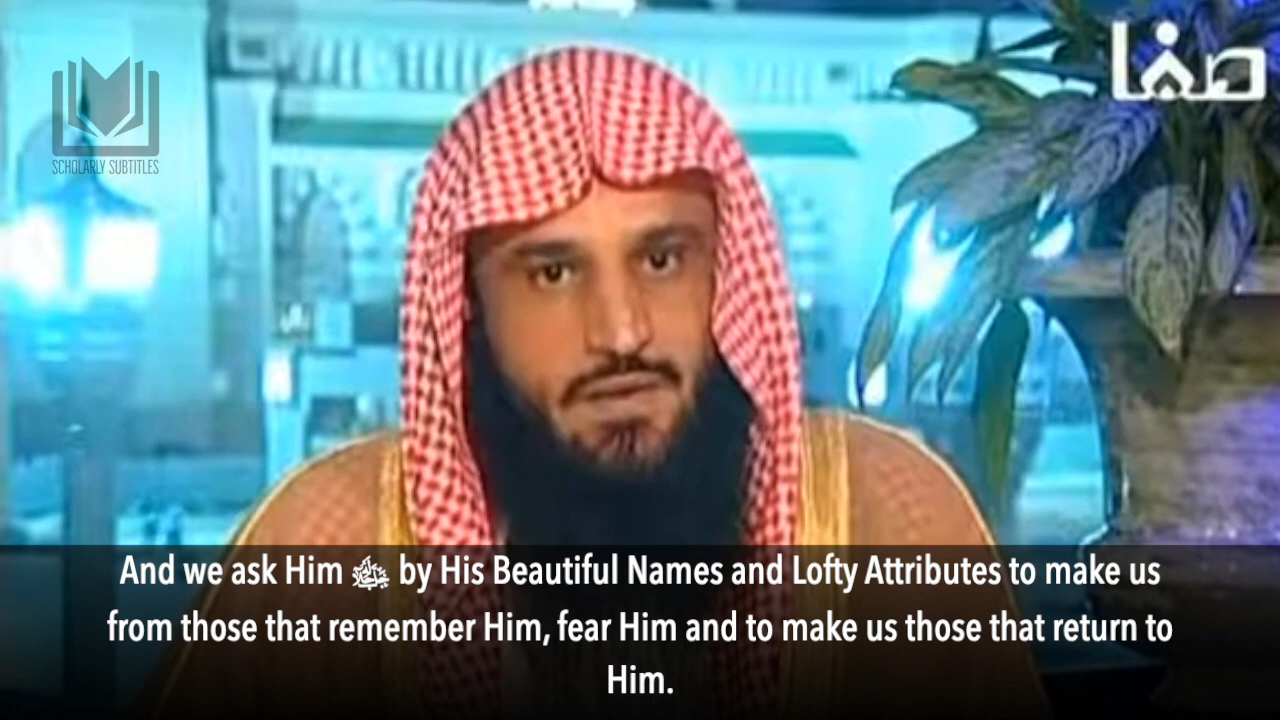 صفا
SCHOLARLY SUBTITLES
And we ask Him ﷻ by His Beautiful Names and Lofty Attributes to make us
from those that remember Him, fear Him and to make us those that return to
Him.